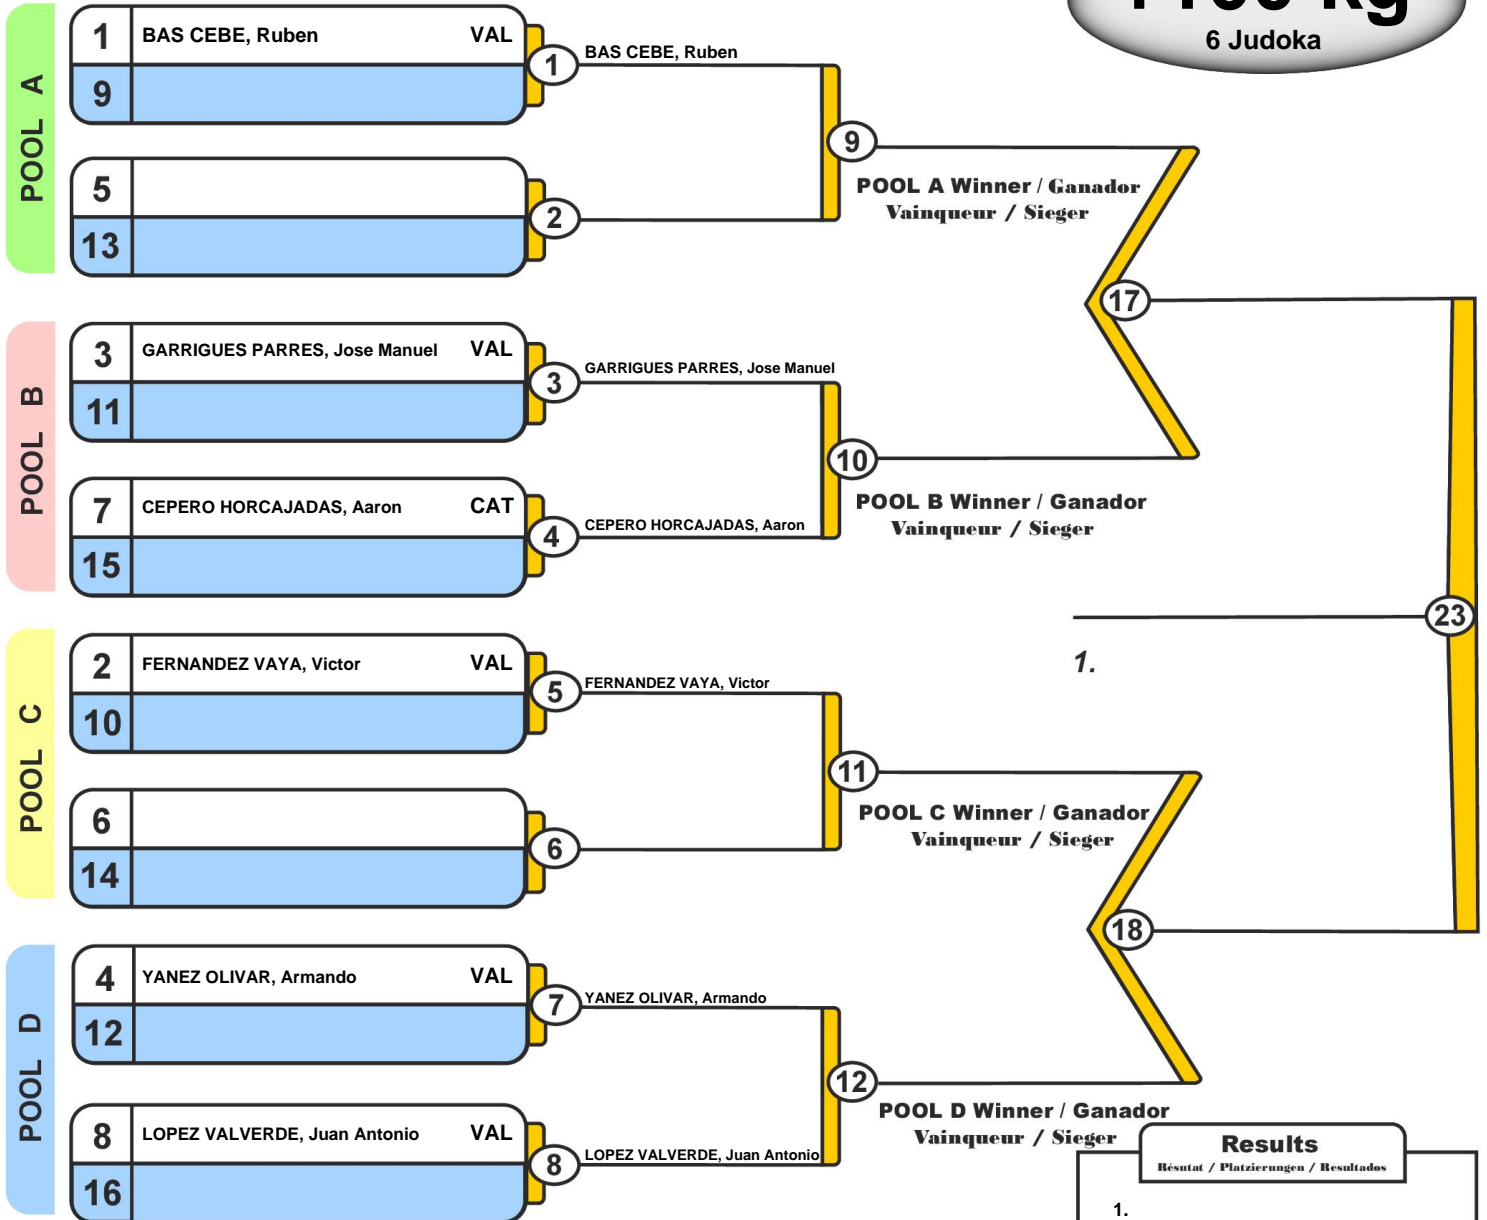 6 Judoka
POOL A
1 BAS CEBE, Ruben VAL
9
1
BAS CEBE, Ruben
5
13
2
9
POOL A Winner / Ganador
Vainqueur / Sieger
17
POOL B
3 GARRIGUES PARRES, Jose Manuel VAL
11
3
GARRIGUES PARRES, Jose Manuel
7 CEPERO HORCAJADAS, Aaron CAT
15
4
CEPERO HORCAJADAS, Aaron
10
POOL B Winner / Ganador
Vainqueur / Sieger
23
1.
POOL C
2 FERNANDEZ VAYA, Victor VAL
10
5
FERNANDEZ VAYA, Victor
6
14
6
11
POOL C Winner / Ganador
Vainqueur / Sieger
18
POOL D
4 YANEZ OLIVAR, Armando VAL
12
7
YANEZ OLIVAR, Armando
8 LOPEZ VALVERDE, Juan Antonio VAL
16
8
LOPEZ VALVERDE, Juan Antonio
12
POOL D Winner / Ganador
Vainqueur / Sieger
Results
Résutat / Platzierungen / Resultados
1.